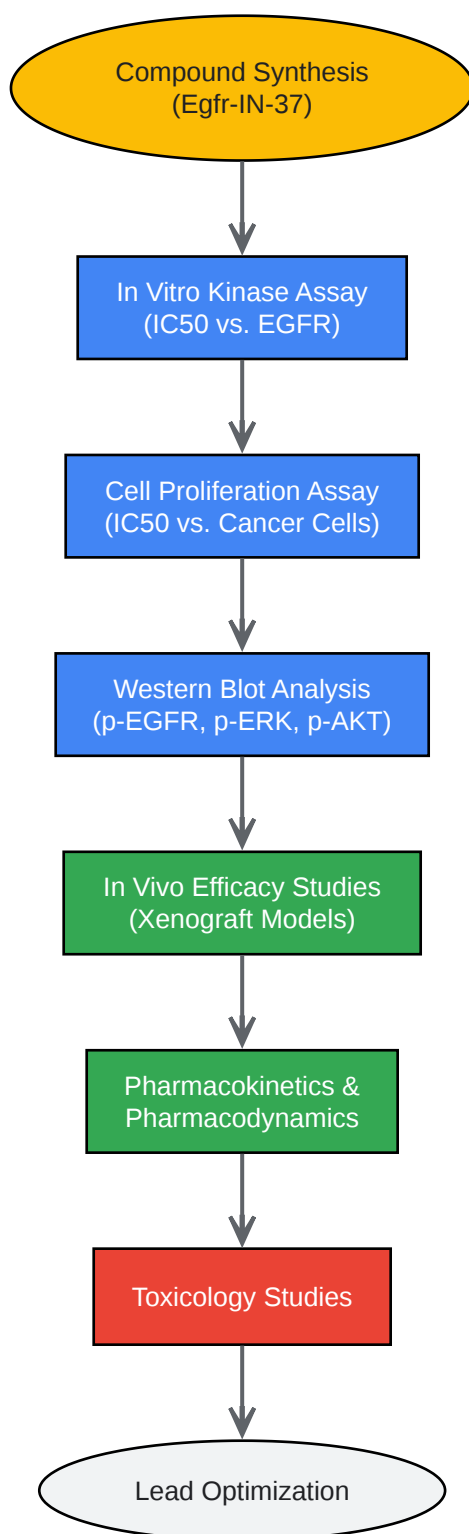 Compound Synthesis
(Egfr-IN-37)
In Vitro Kinase Assay
(IC50 vs. EGFR)
Cell Proliferation Assay
(IC50 vs. Cancer Cells)
Western Blot Analysis
(p-EGFR, p-ERK, p-AKT)
In Vivo Efficacy Studies
(Xenograft Models)
Pharmacokinetics &
Pharmacodynamics
Toxicology Studies
Lead Optimization